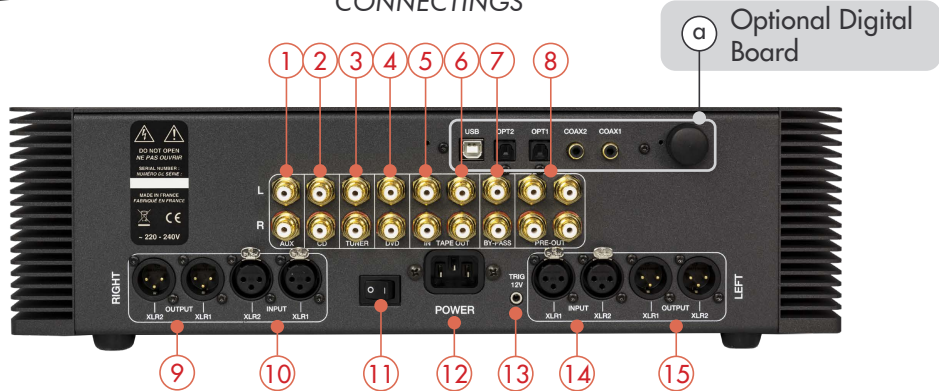 CONNECTINGS
a Optional Digital
Board
1 2 3 4 5 6 7 8
USB OPT2 OPT1 COAX2 COAX1
DO NOT OPEN
NE PAS OUVRIR
SERIAL NUMBER :
NUMÉRO DE SÉRIE :
MADE IN FRANCE
FABRIQUÉ EN FRANCE
CE
~ 220 - 240V
L
R
AUX CD TUNER DVD IN TAPE OUT BY-PASS PRE-OUT
RIGHT
OUTPUT INPUT
XLR2 XLR1 XLR2 XLR1
O I
POWER
TRIG
12V
INPUT OUTPUT
XLR1 XLR2 XLR1 XLR2
LEFT
9 10 11 12 13 14 15